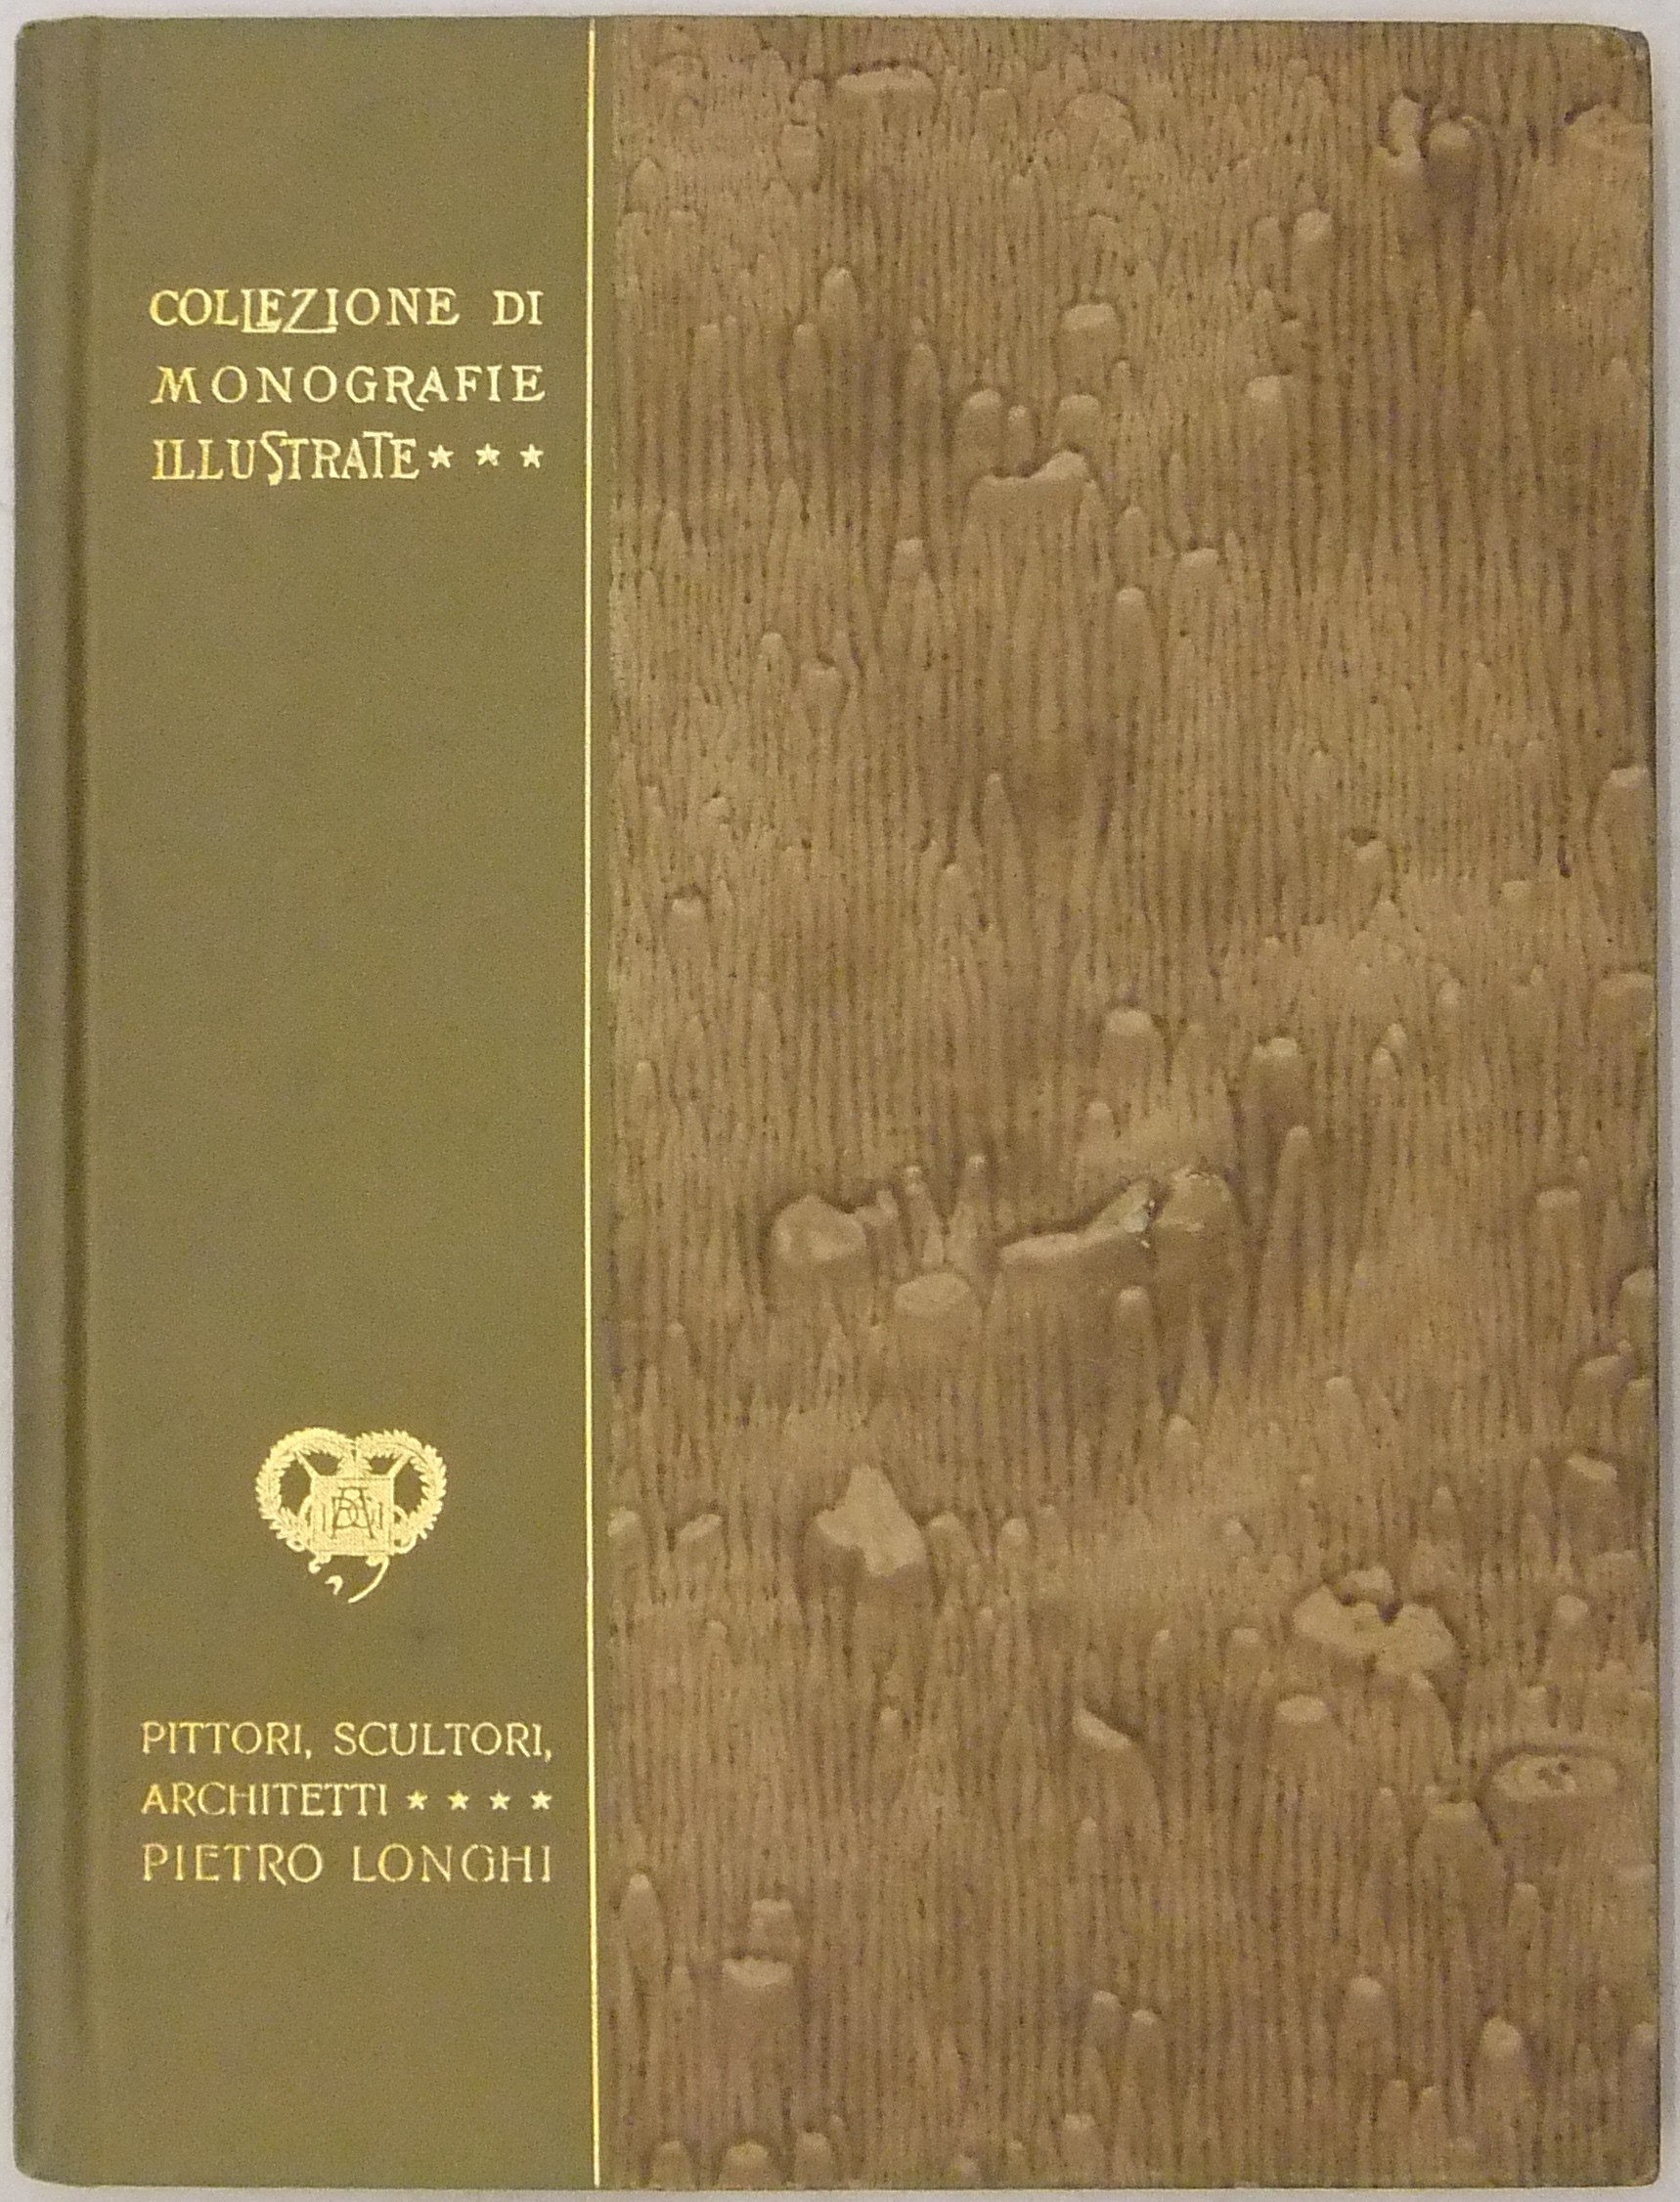 COLLEZIONE DI
MONOGRAFIE
ILLUSTRATE ★ ★ ★
PITTORI, SCULTORI,
ARCHITETTI ★ ★ ★ ★
PIETRO LONGHI